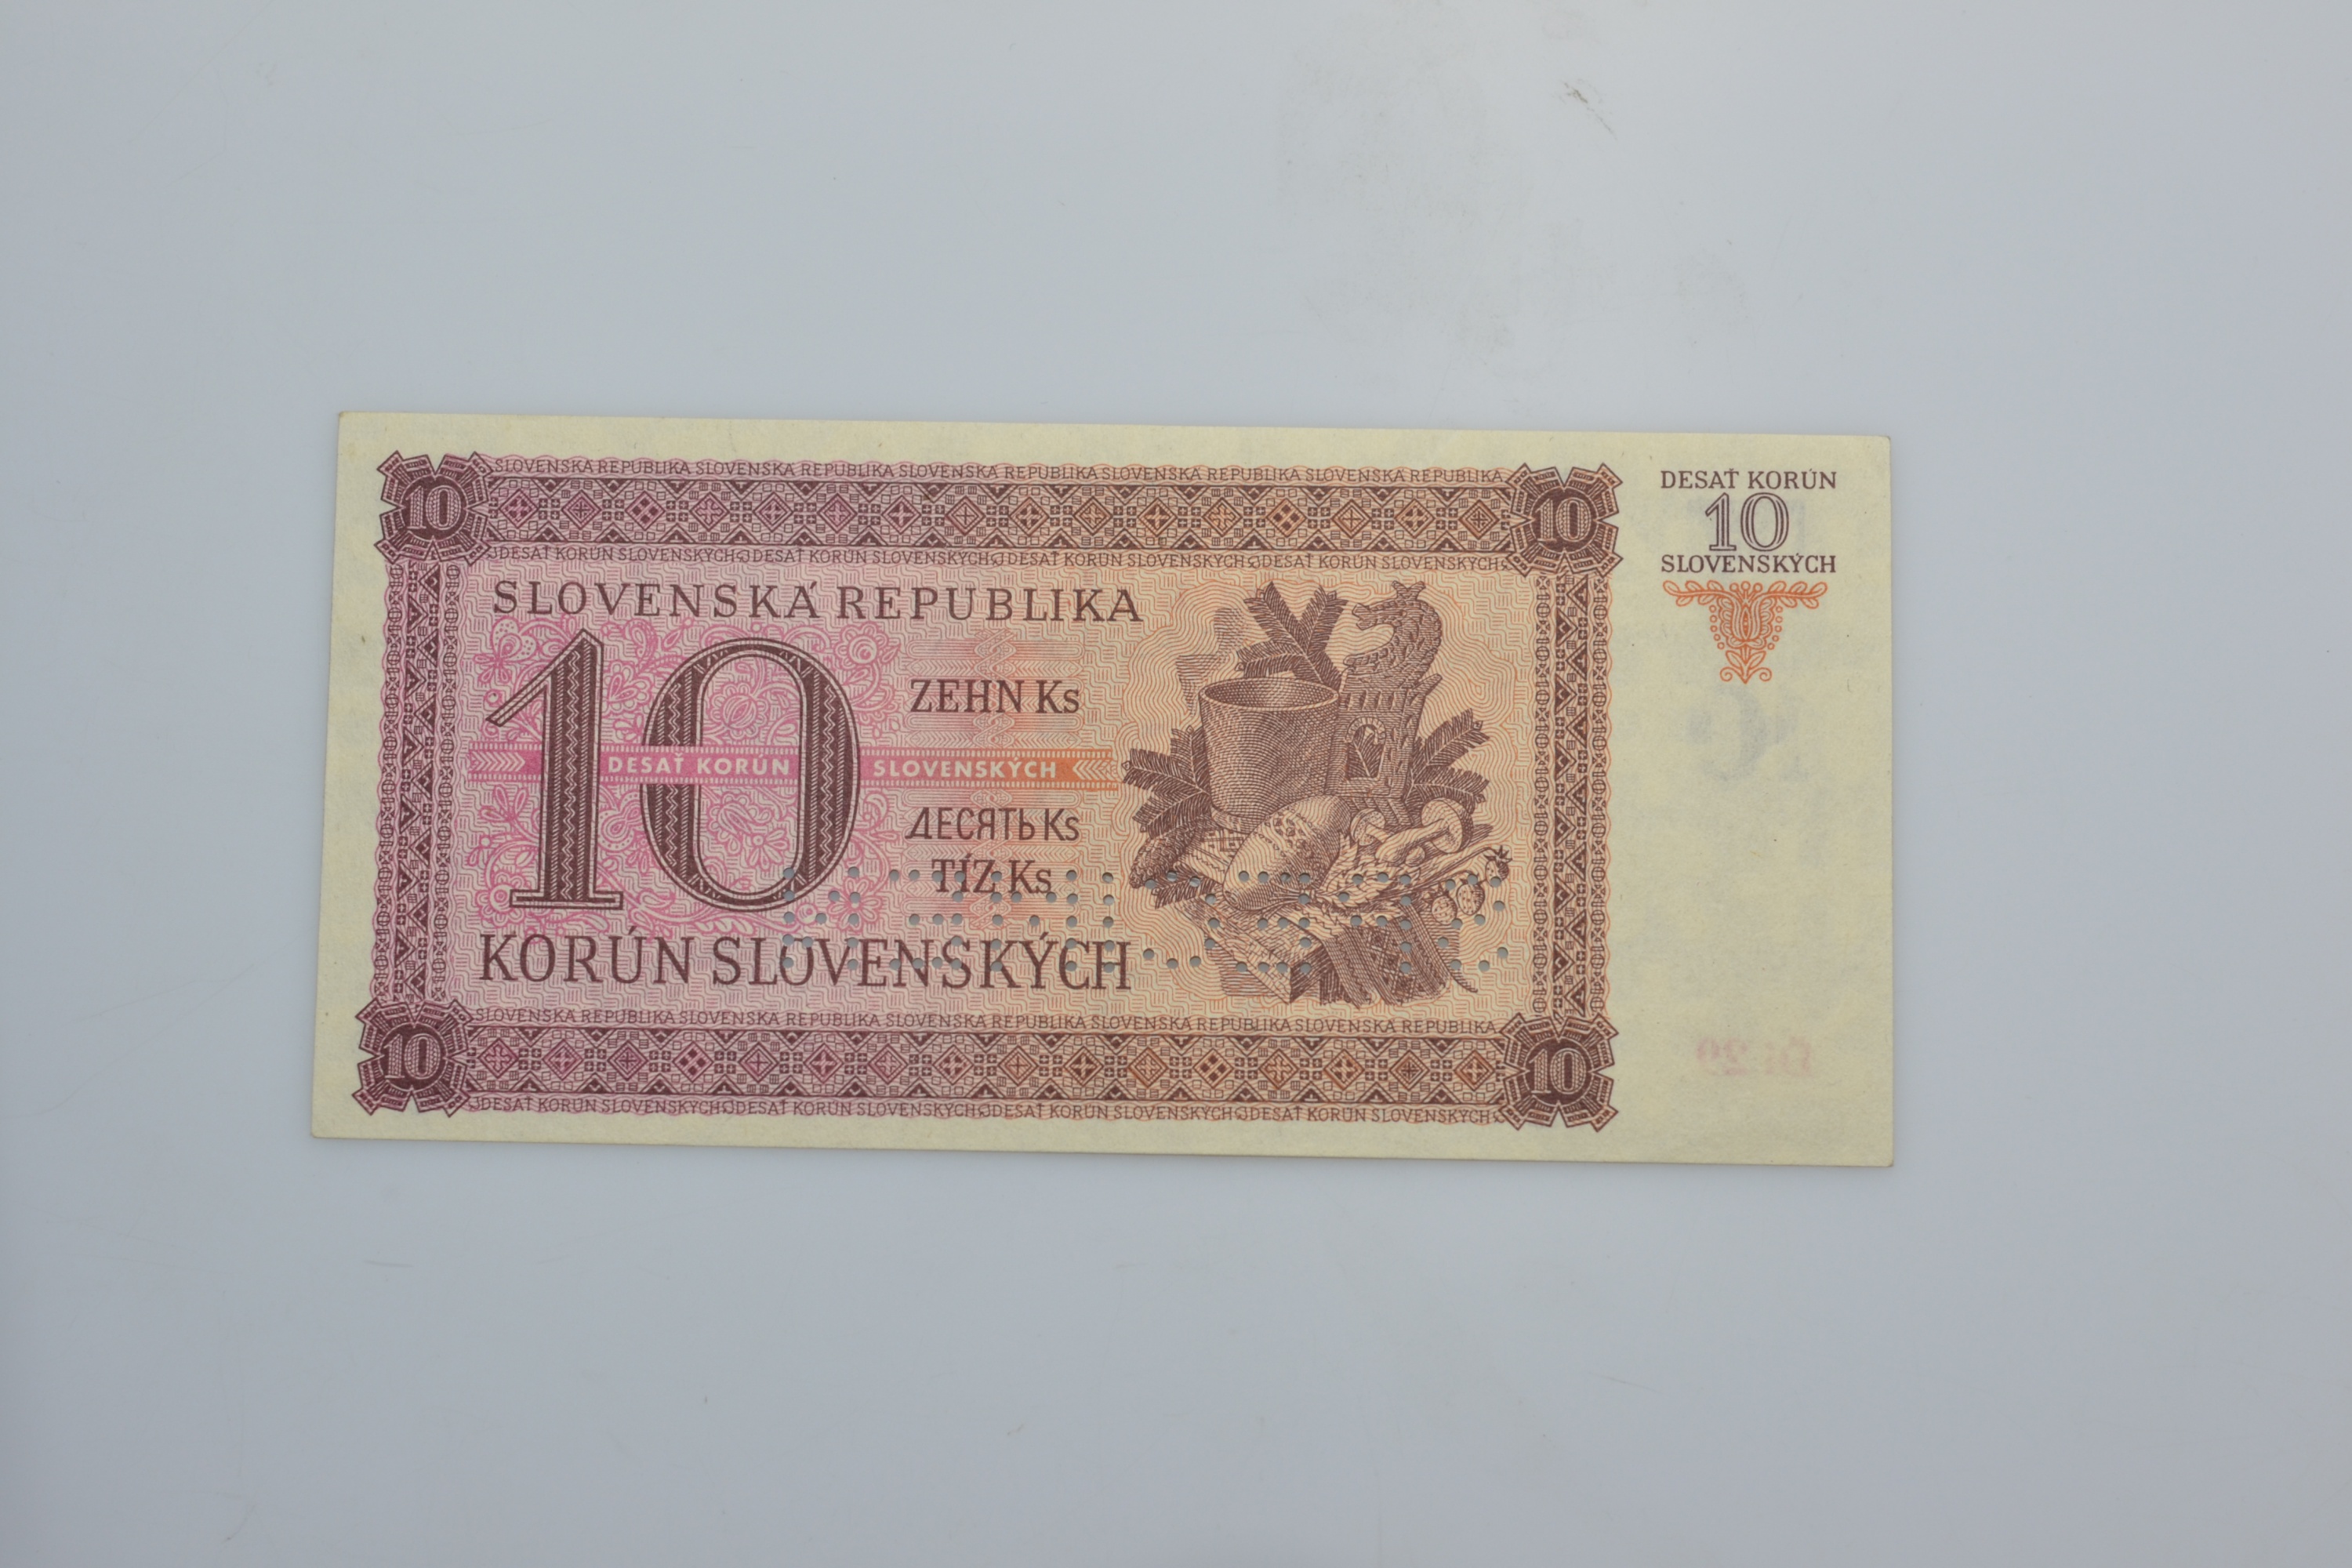 SLOVENSKÁ REPUBLIKA SLOVENSKÁ REPUBLIKA SLOVENSKÁ REPUBLIKA SLOVENSKÁ REPUBLIKA SLOVENSKÁ REPUBLIKA
10
10
DESAŤ KORÚN SLOVENSKÝCH DESAŤ KORÚN SLOVENSKÝCH DESAŤ KORÚN SLOVENSKÝCH DESAŤ KORÚN SLOVENSKÝCH
SLOVENSKÁ REPUBLIKA
10
ZEHN Ks
DESAŤ KORÚN SLOVENSKÝCH
ДЕСЯТЬ Ks
TÍZ Ks
KORÚN SLOVENSKÝCH
SLOVENSKÁ REPUBLIKA SLOVENSKÁ REPUBLIKA SLOVENSKÁ REPUBLIKA SLOVENSKÁ REPUBLIKA SLOVENSKÁ REPUBLIKA
10
10
DESAŤ KORÚN SLOVENSKÝCH DESAŤ KORÚN SLOVENSKÝCH DESAŤ KORÚN SLOVENSKÝCH DESAŤ KORÚN SLOVENSKÝCH
DESAŤ KORÚN
10
SLOVENSKÝCH